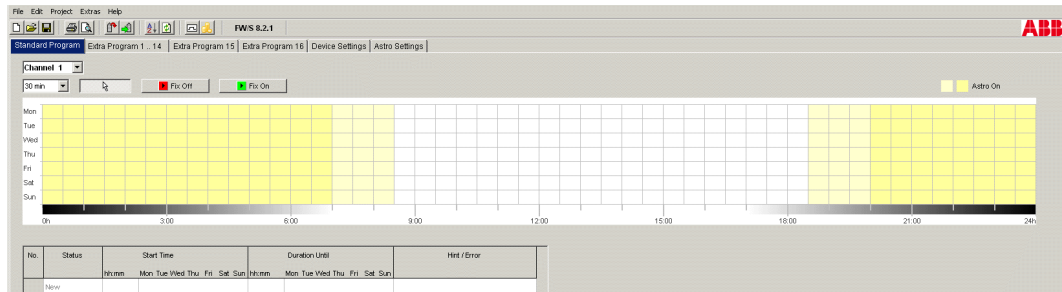 File Edit Project Extras Help
FW/S 8.2.1
ABB
Standard Program Extra Program 1 .. 14 Extra Program 15 Extra Program 16 Device Settings Astro Settings
Channel 1
30 min Fix Off Fix On Astro On
Mon
Tue
Wed
Thu
Fri
Sat
Sun
0h 3:00 6:00 9:00 12:00 15:00 18:00 21:00 24h
No. Status Start Time Duration Until Hint / Error
hh:mm Mon Tue Wed Thu Fri Sat Sun hh:mm Mon Tue Wed Thu Fri Sat Sun
New